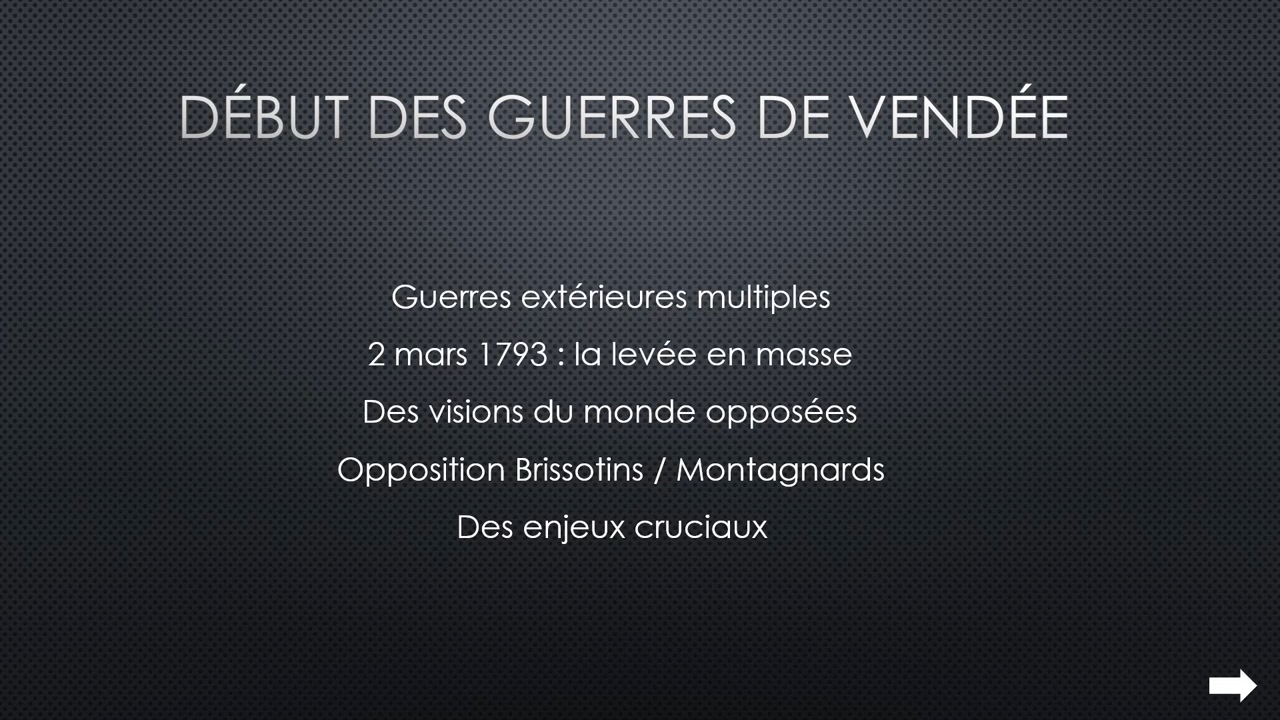 DÉBUT DES GUERRES DE VENDÉE
Guerres extérieures multiples
2 mars 1793 : la levée en masse
Des visions du monde opposées
Opposition Brissotins / Montagnards
Des enjeux cruciaux